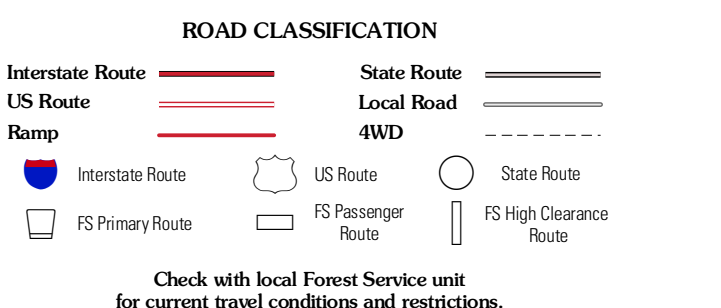 ROAD CLASSIFICATION
Interstate Route State Route
US Route Local Road
Ramp 4WD
Interstate Route US Route State Route
FS Primary Route FS Passenger Route FS High Clearance Route
Check with local Forest Service unit
for current travel conditions and restrictions.